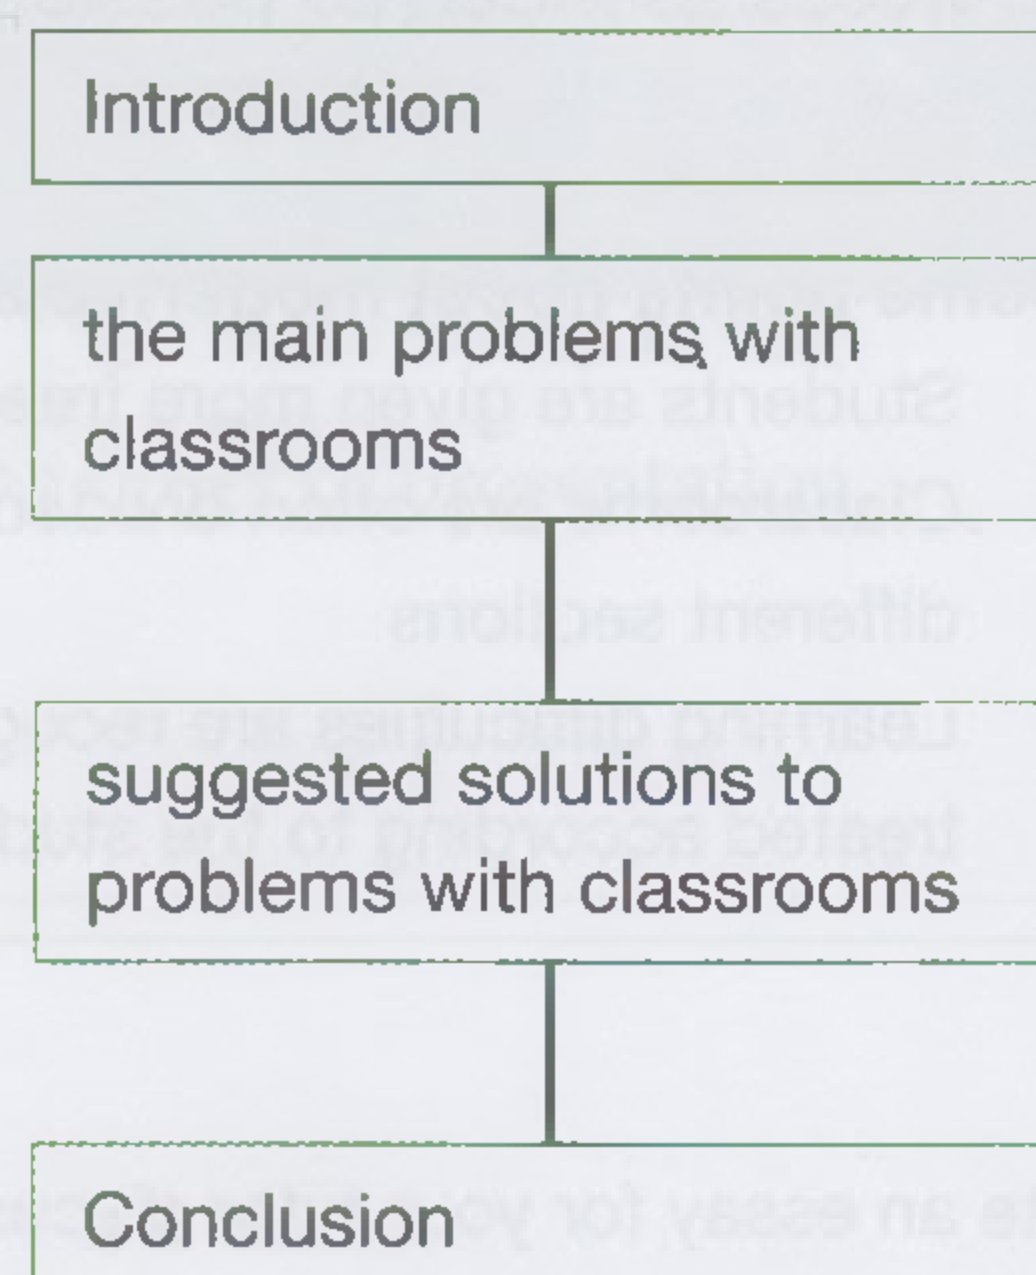 Introduction
the main problems with
classrooms
suggested solutions to
problems with classrooms
Conclusion